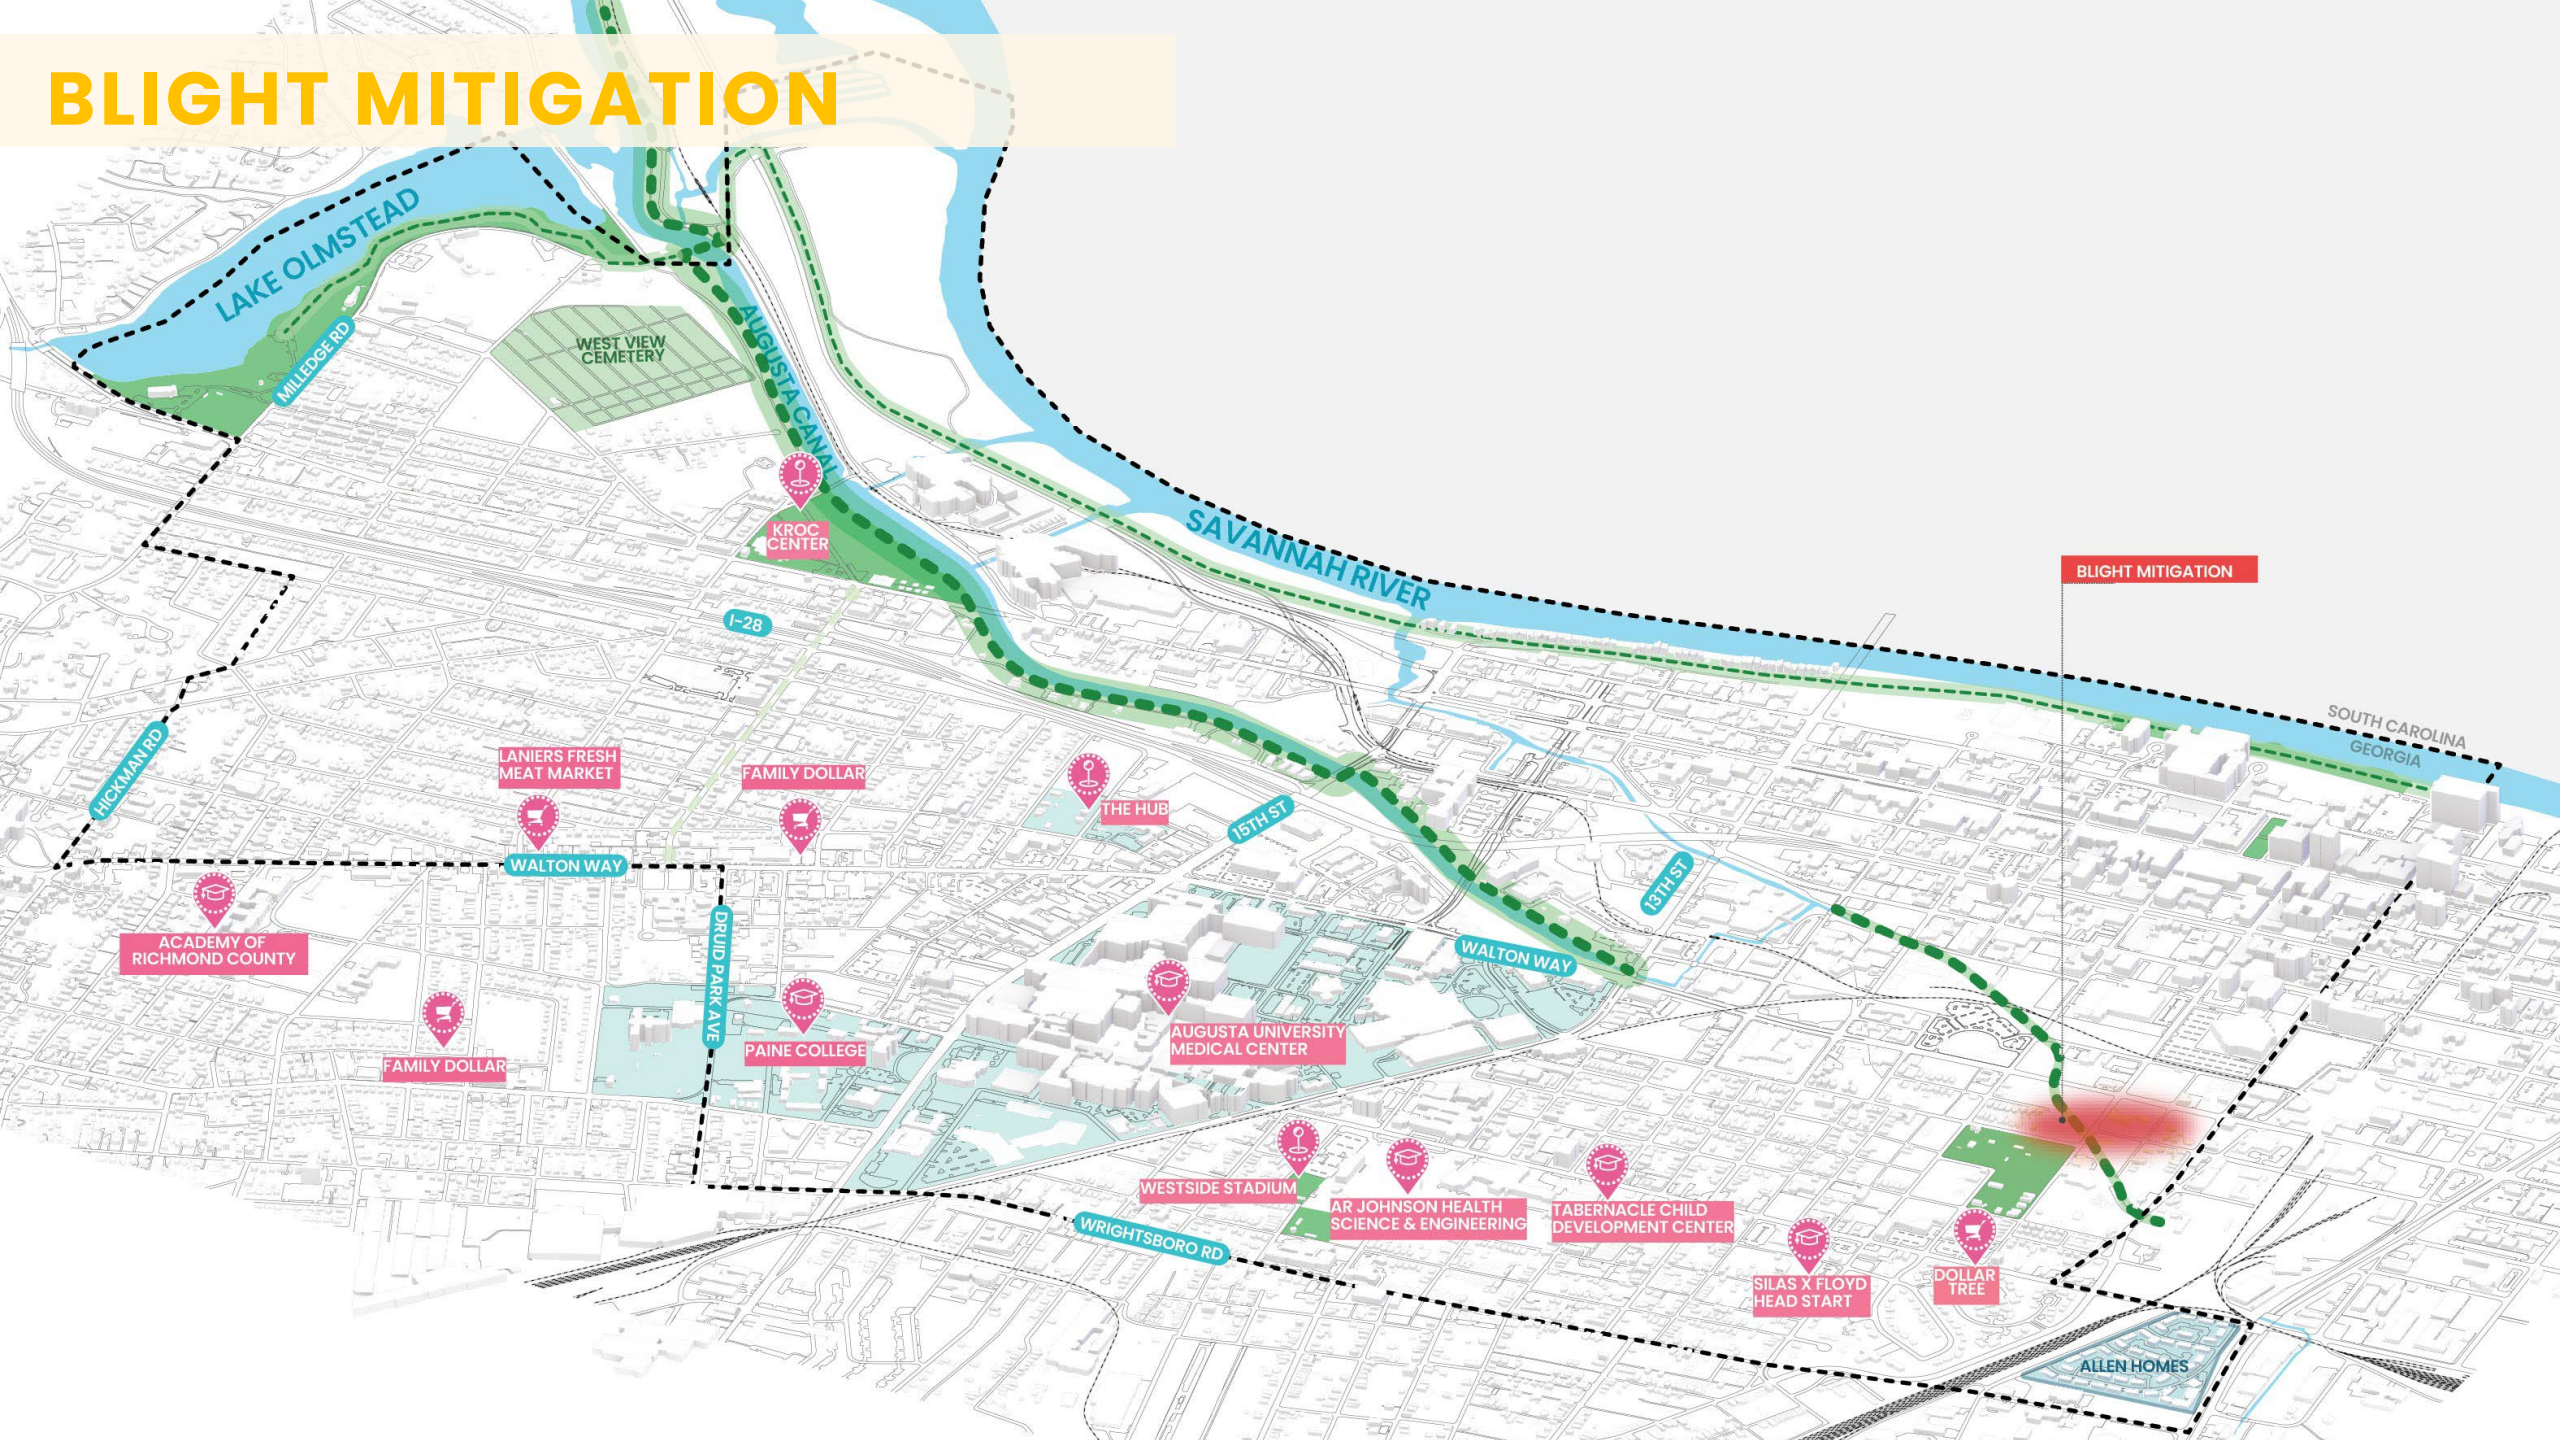 BLIGHT MITIGATION
LAKE OLMSTEAD
MILLEDGE RD
WEST VIEW
CEMETERY
AUGUSTA CANAL
KROC
CENTER
SAVANNAH RIVER
BLIGHT MITIGATION
I-28
SOUTH CAROLINA
GEORGIA
HICKMAN RD
LANIERS FRESH
MEAT MARKET
FAMILY DOLLAR
THE HUB
15TH ST
13TH ST
WALTON WAY
ACADEMY OF
RICHMOND COUNTY
DRUID PARK AVE
WALTON WAY
FAMILY DOLLAR
PAINE COLLEGE
AUGUSTA UNIVERSITY
MEDICAL CENTER
WESTSIDE STADIUM
AR JOHNSON HEALTH
SCIENCE & ENGINEERING
TABERNACLE CHILD
DEVELOPMENT CENTER
WRIGHTSBORO RD
SILAS X FLOYD
HEAD START
DOLLAR
TREE
ALLEN HOMES